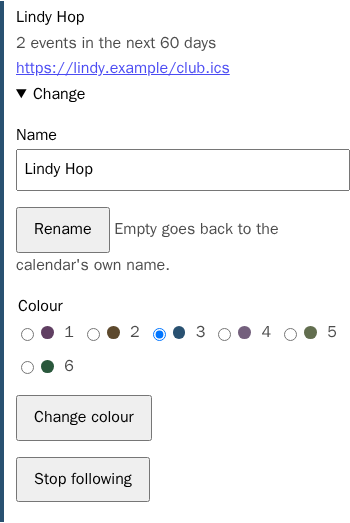 Lindy Hop
2 events in the next 60 days
https://lindy.example/club.ics
▼ Change
Name
Lindy Hop
Rename Empty goes back to the
calendar's own name.
Colour
1 2 3 4 5
6
Change colour
Stop following